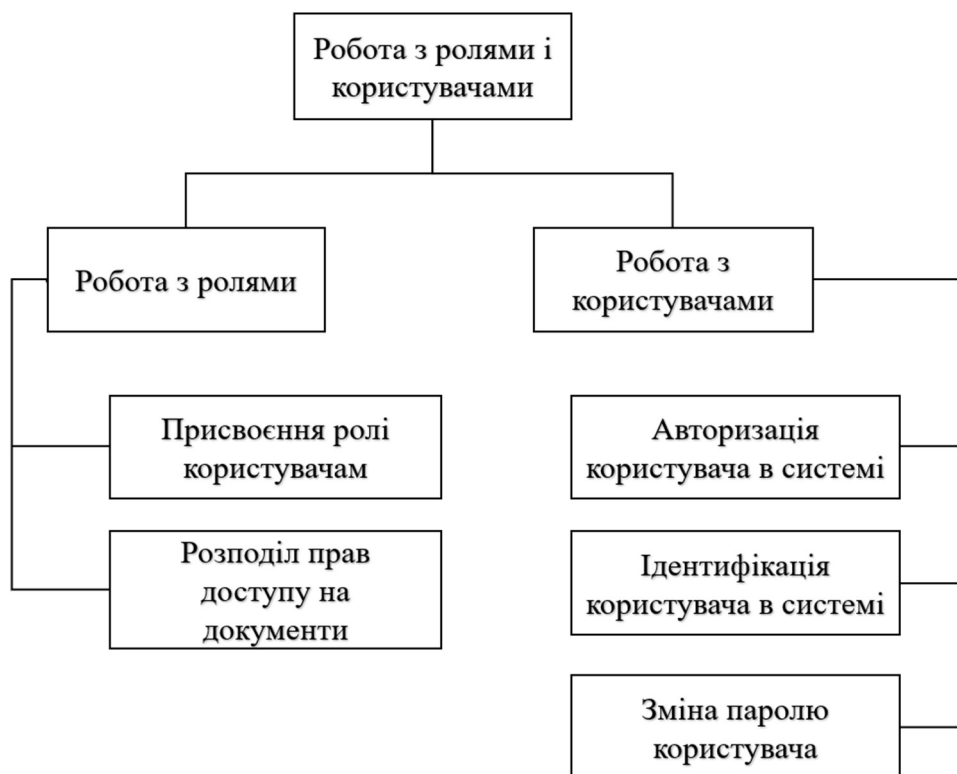 Робота з ролями і
користувачами
Робота з ролями
Робота з
користувачами
Присвоєння ролі
користувачам
Розподіл прав
доступу на
документи
Авторизація
користувача в системі
Ідентифікація
користувача в системі
Зміна паролю
користувача